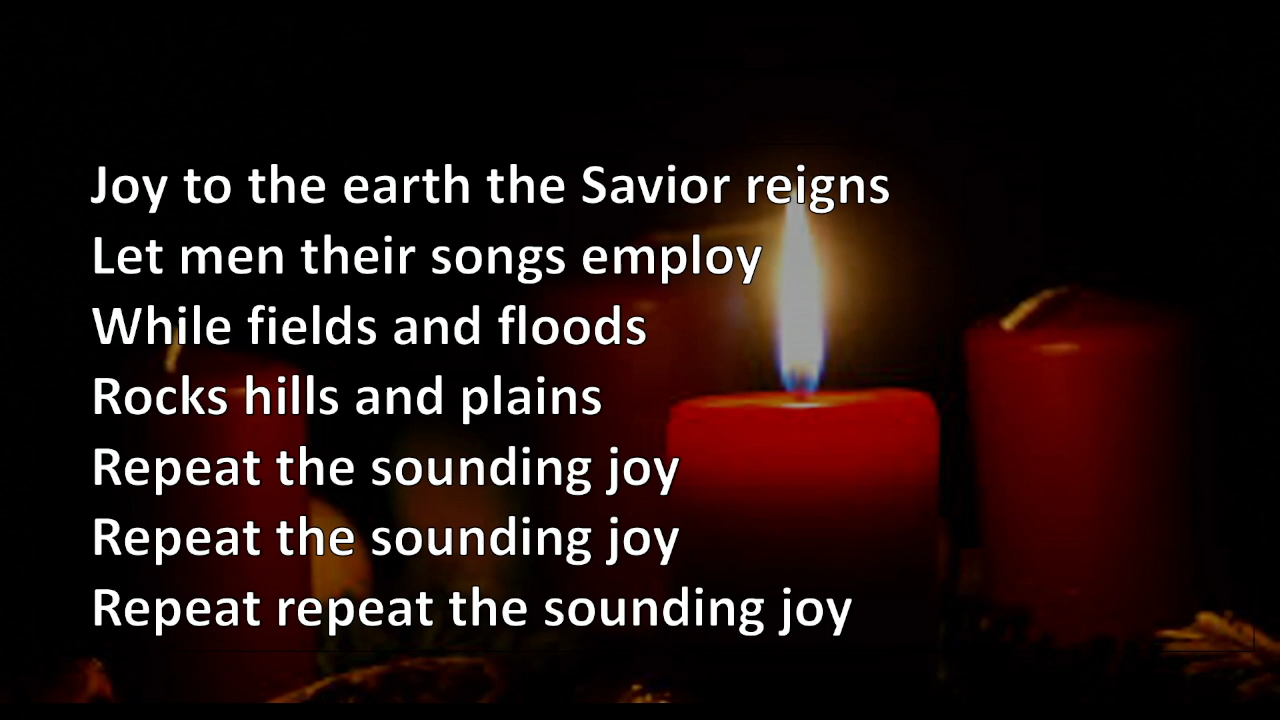 Joy to the earth the Savior reigns
Let men their songs employ
While fields and floods
Rocks hills and plains
Repeat the sounding joy
Repeat the sounding joy
Repeat repeat the sounding joy